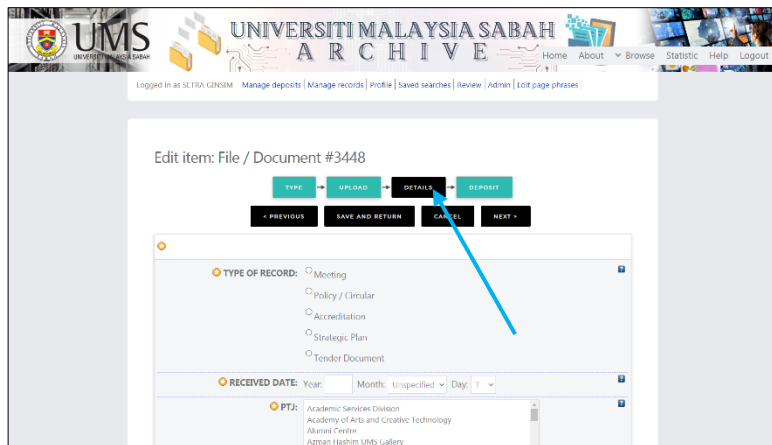 UMS
UNIVERSITI MALAYSIA SABAH
UNIVERSITI MALAYSIA SABAH
ARCHIVE
Home About Browse Statistic Help Logout
Logged in as SITRA GINSIM Manage deposits | Manage records | Profile | Saved searches | Review | Admin | Edit page phrases
Edit item: File / Document #3448
TYPE UPLOAD DETAILS DEPOSIT
< PREVIOUS SAVE AND RETURN CANCEL NEXT >
TYPE OF RECORD: Meeting
Policy / Circular
Accreditation
Strategic Plan
Tender Document
RECEIVED DATE: Year: Month: Unspecified Day: ?
PTJ: Academic Services Division
Academy of Arts and Creative Technology
Alumni Centre
Azman Hashim UMS Gallery